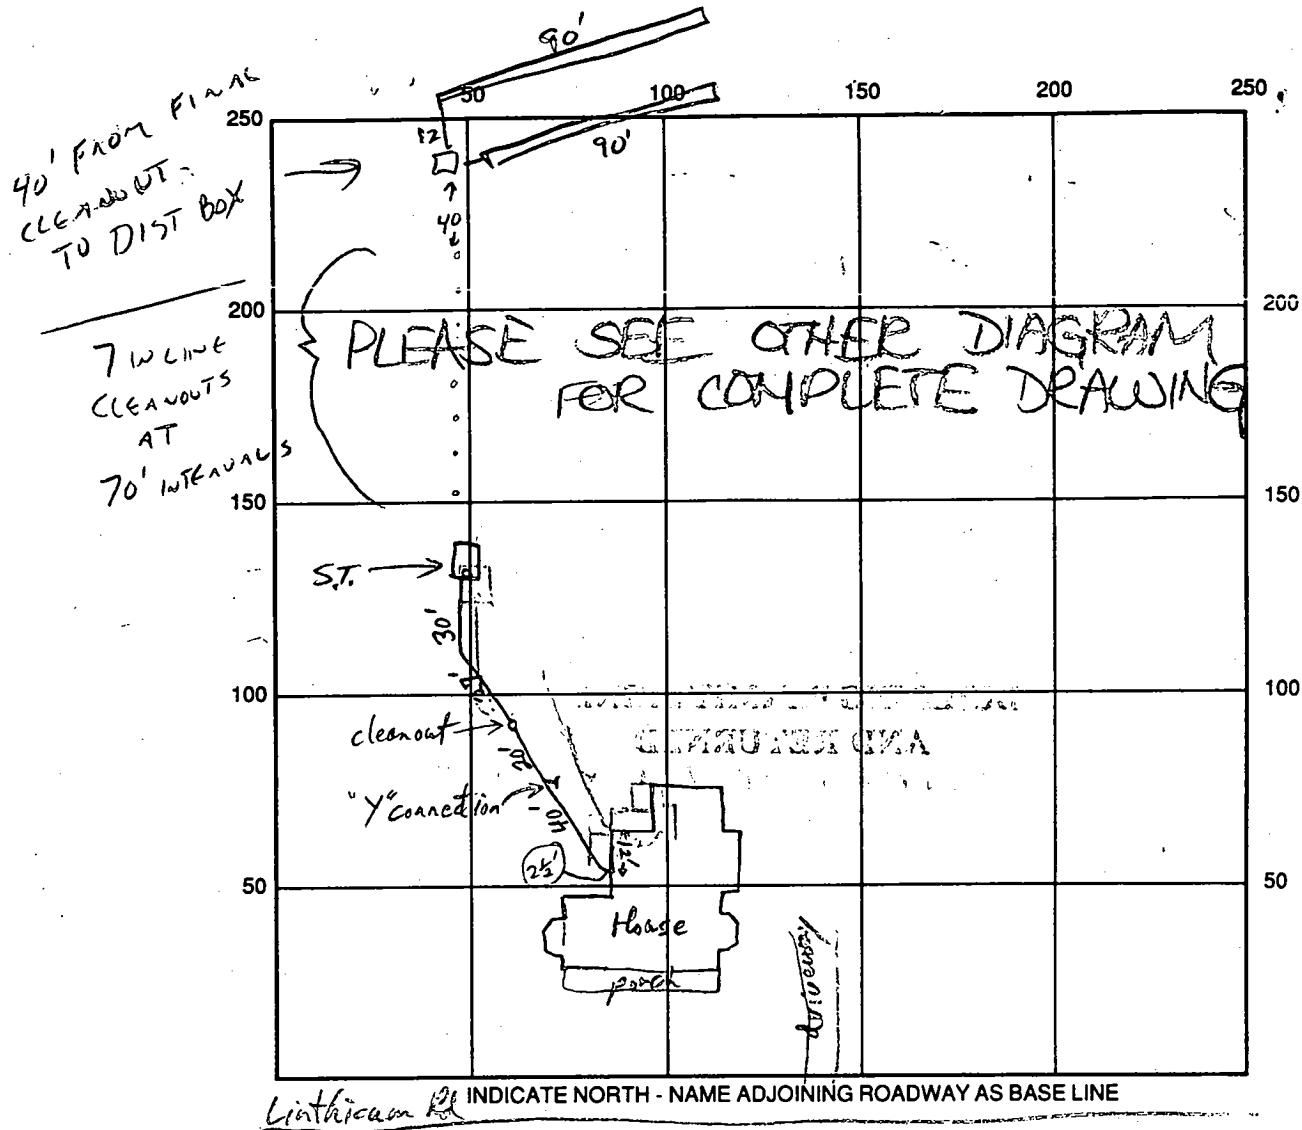 90'
40' FROM FINAL
CLEANOUT
TO DIST BOX
50 100 150 200 250
250
12
90'
40
200 200
7 INLINE
CLEANOUTS
AT
70' INTERVALS
PLEASE SEE OTHER DIAGRAM
FOR COMPLETE DRAWING
150 150
S.T.
30'
100 100
cleanout
20'
AND RETURNED
"Y" connection
40'
12'
2½'
50 50
House
porch
driveway
INDICATE NORTH - NAME ADJOINING ROADWAY AS BASE LINE
Linthicum Rd